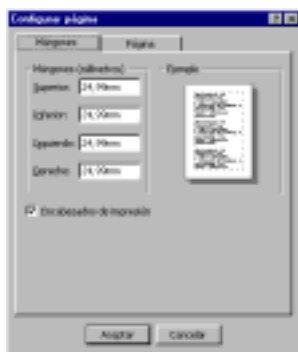 Configurar página
Márgenes Página
Márgenes (milímetros) Ejemplo
Superior: 24,99mm
Inferior: 24,99mm
Izquierdo: 24,99mm
Derecho: 24,99mm
Encabezados de impresión
Aceptar Cancelar